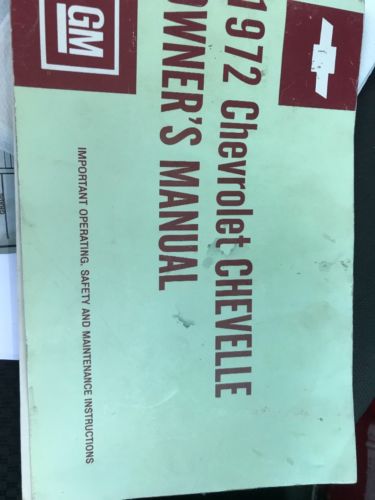 1972 Chevrolet CHEVELLE
OWNER'S MANUAL
IMPORTANT OPERATING, SAFETY AND MAINTENANCE INSTRUCTIONS
GM